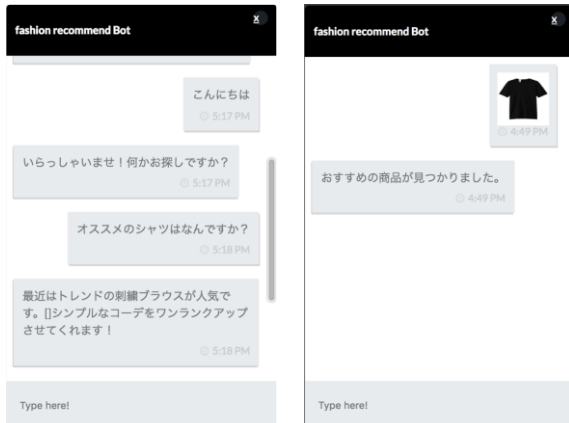 fashion recommend Bot
x
こんにちは
5:17 PM
いらっしゃいませ！何かお探しですか？
5:17 PM
オススメのシャツはなんですか？
5:18 PM
最近はトレンドの刺繍ブラウスが人気で
す。[]シンプルなコーデをワンランクアップ
させてくれます！
5:18 PM
Type here!
fashion recommend Bot
x
4:49 PM
おすすめの商品が見つかりました。
4:49 PM
Type here!